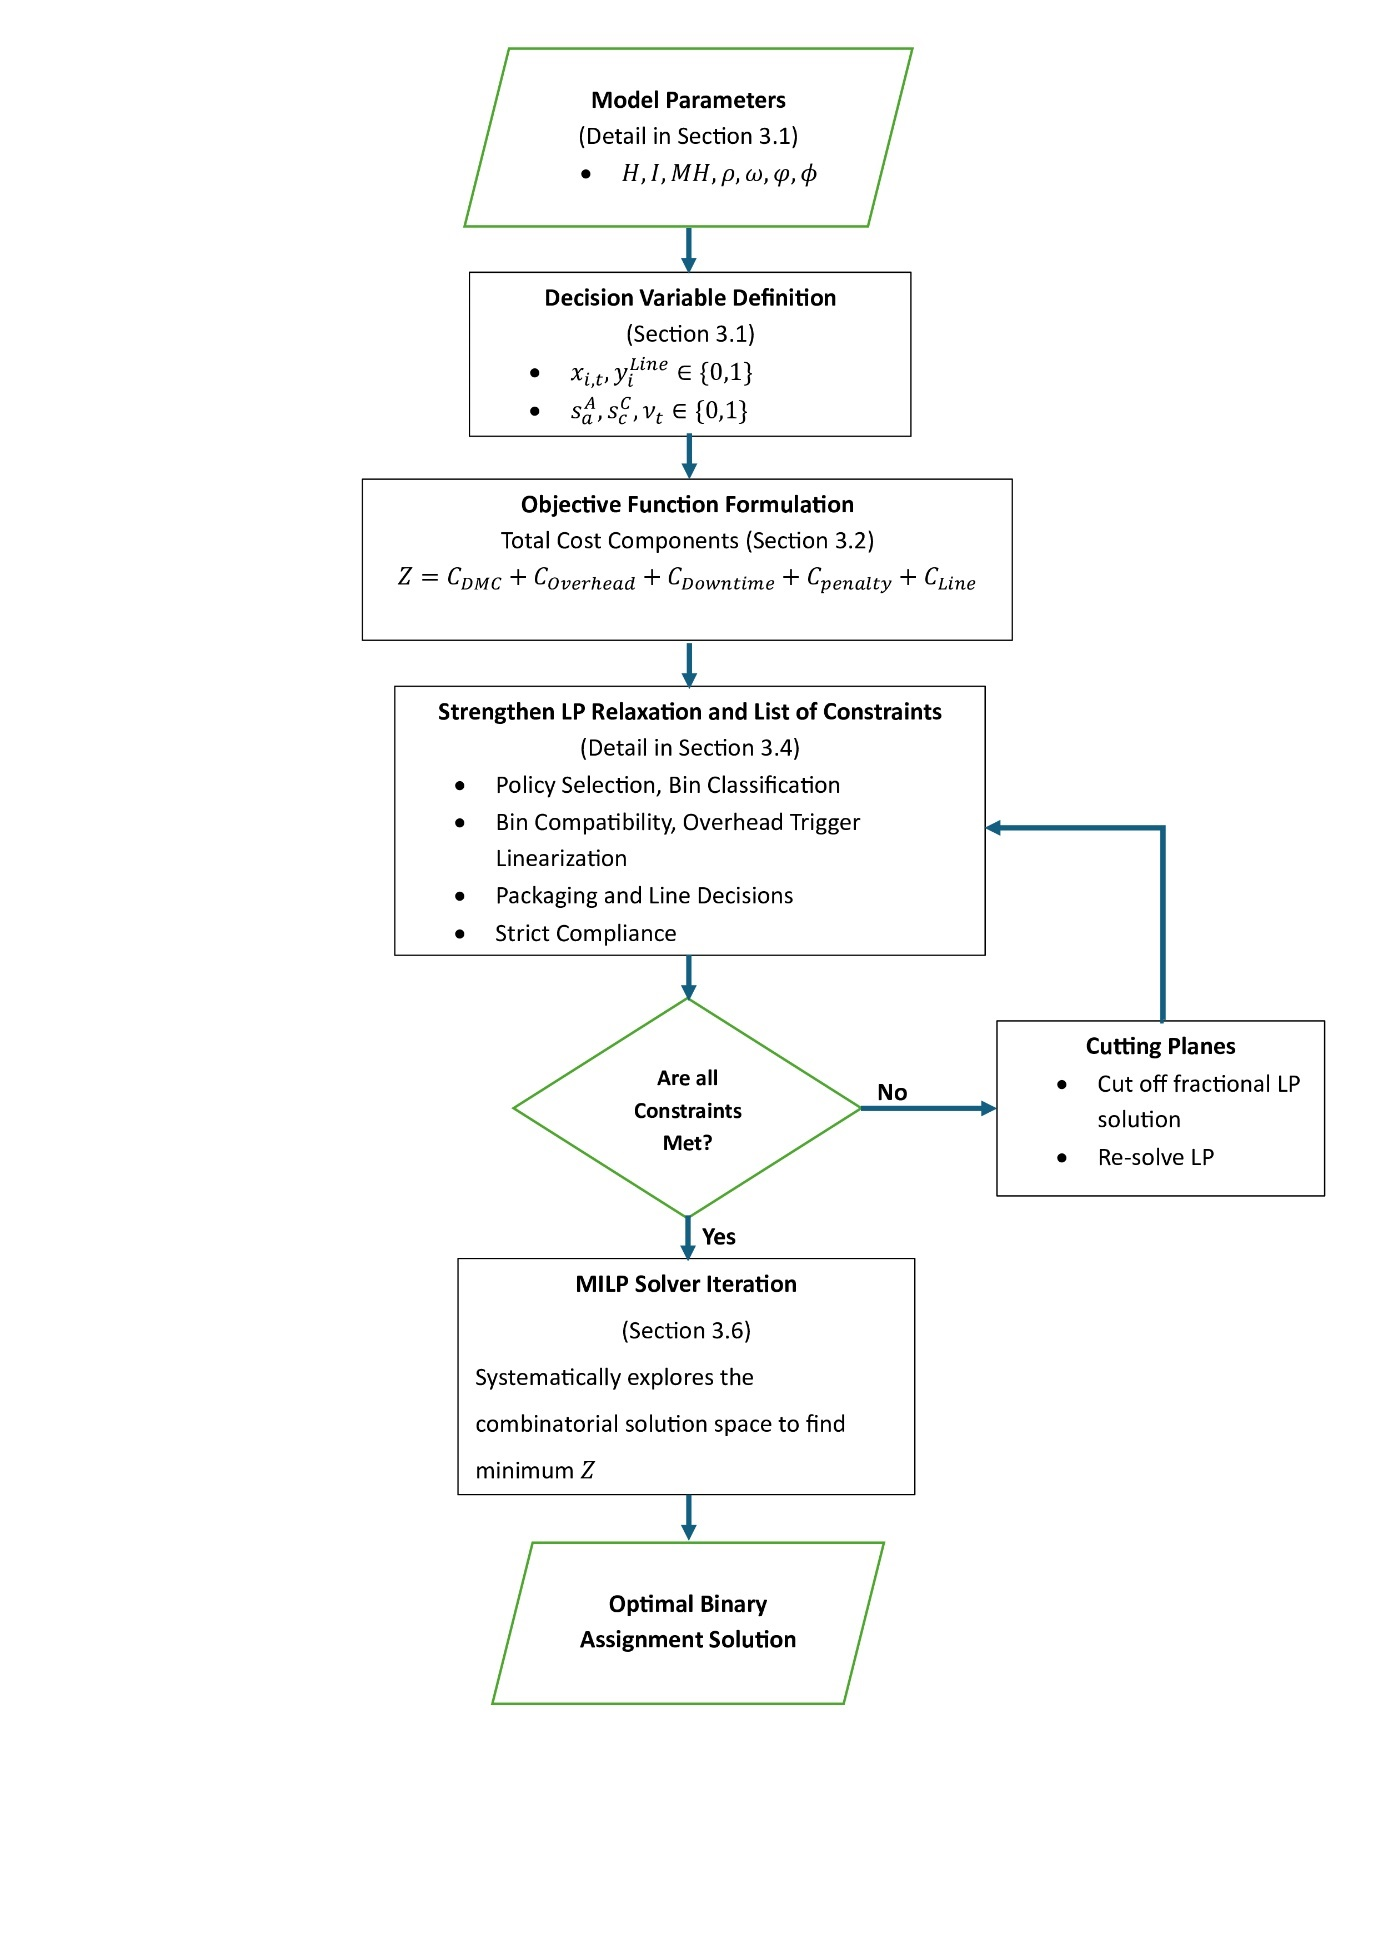 Model Parameters
(Detail in Section 3.1)
• H, I, MH, ρ, ω, φ, ϕ
Decision Variable Definition
(Section 3.1)
• x_{i,t}, y_i^{Line} ∈ {0,1}
• s_a^A, s_c^C, ν_t ∈ {0,1}
Objective Function Formulation
Total Cost Components (Section 3.2)
Z = C_{DMC} + C_{Overhead} + C_{Downtime} + C_{penalty} + C_{Line}
Strengthen LP Relaxation and List of Constraints
(Detail in Section 3.4)
• Policy Selection, Bin Classification
• Bin Compatibility, Overhead Trigger
Linearization
• Packaging and Line Decisions
• Strict Compliance
Are all
Constraints
Met?
No
Cutting Planes
• Cut off fractional LP
solution
• Re-solve LP
Yes
MILP Solver Iteration
(Section 3.6)
Systematically explores the
combinatorial solution space to find
minimum Z
Optimal Binary
Assignment Solution